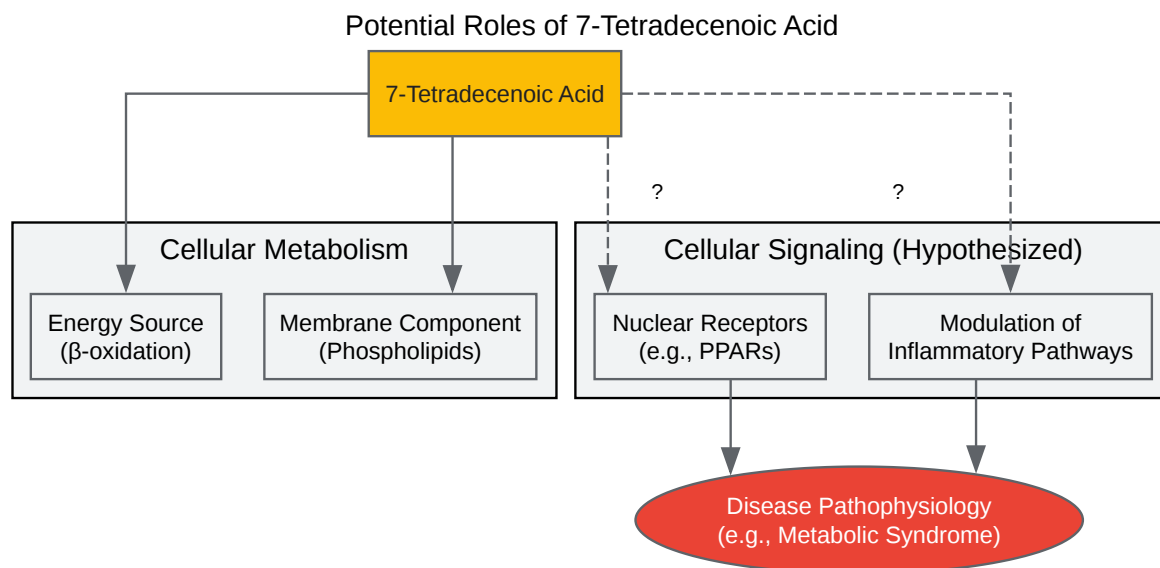 Potential Roles of 7-Tetradecenoic Acid
7-Tetradecenoic Acid
?
?
Cellular Metabolism
Cellular Signaling (Hypothesized)
Energy Source
(β-oxidation)
Membrane Component
(Phospholipids)
Nuclear Receptors
(e.g., PPARs)
Modulation of
Inflammatory Pathways
Disease Pathophysiology
(e.g., Metabolic Syndrome)